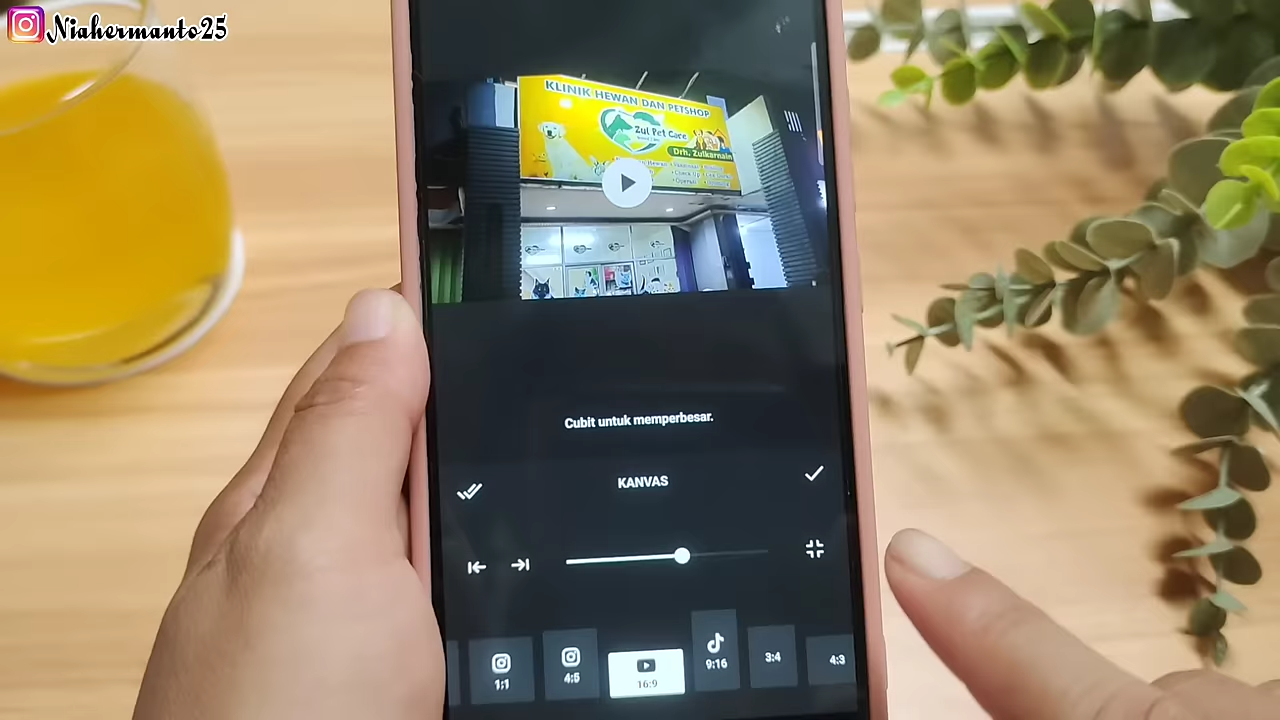 Niahermanto25
KLINIK HEWAN DAN PETSHOP
Zul Pet Care
Drh. Zulkarnain
Cubit untuk memperbesar.
KANVAS
1:1
4:5
16:9
9:16
3:4
4:3